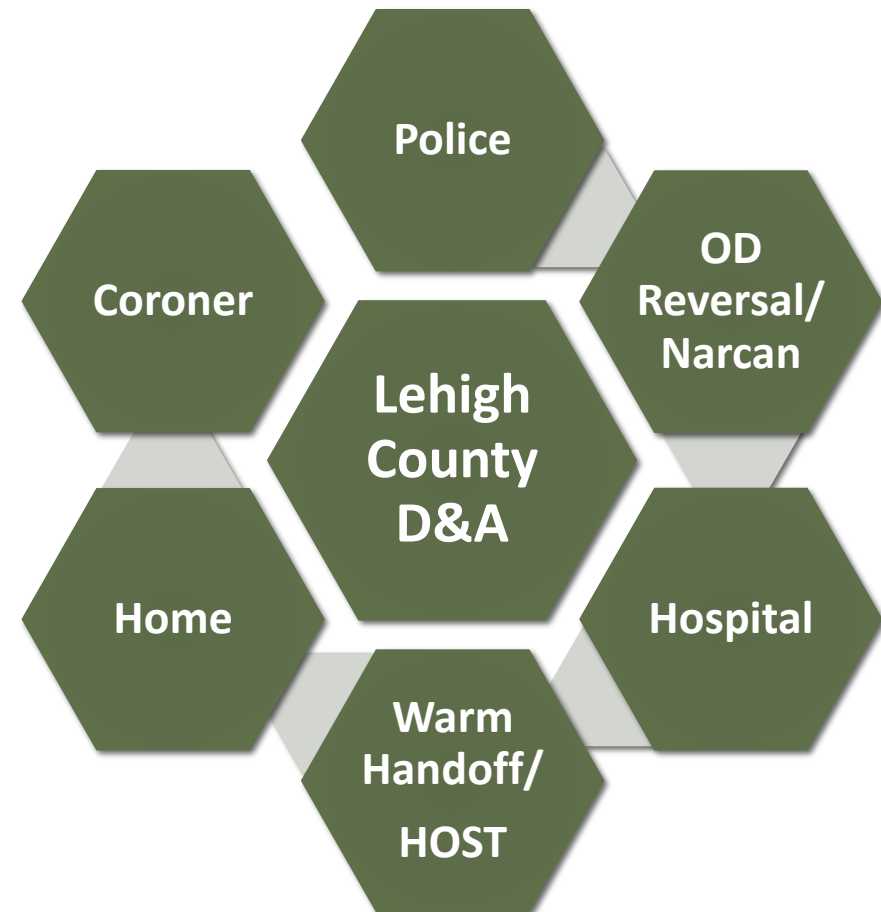 Police
OD
Reversal/
Narcan
Hospital
Warm
Handoff/
HOST
Home
Coroner
Lehigh
County
D&A